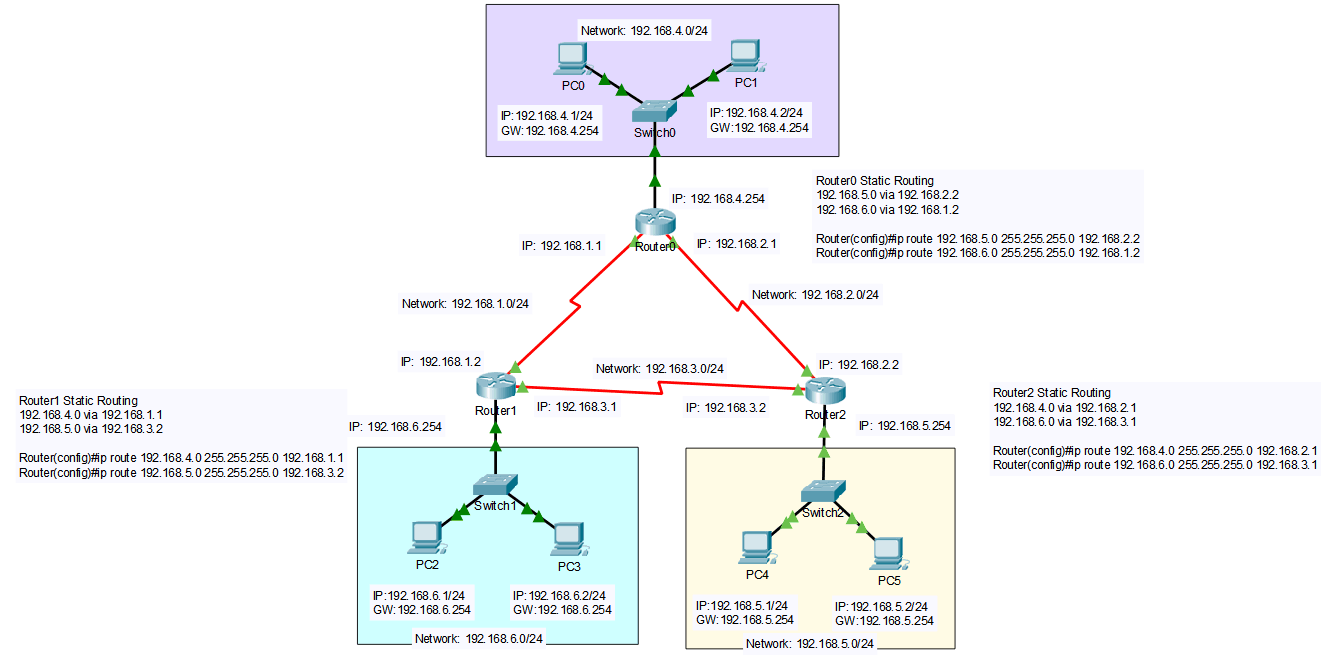 Network: 192.168.4.0/24
PC0
PC1
IP:192.168.4.1/24
GW:192.168.4.254
IP:192.168.4.2/24
GW:192.168.4.254
Switch0
IP: 192.168.4.254
Router0
IP: 192.168.1.1
IP: 192.168.2.1
Router0 Static Routing
192.168.5.0 via 192.168.2.2
192.168.6.0 via 192.168.1.2
Router(config)#ip route 192.168.5.0 255.255.255.0 192.168.2.2
Router(config)#ip route 192.168.6.0 255.255.255.0 192.168.1.2
Network: 192.168.1.0/24
Network: 192.168.2.0/24
IP: 192.168.1.2
Network: 192.168.3.0/24
IP: 192.168.2.2
Router1
IP: 192.168.3.1
IP: 192.168.3.2
Router2
Router1 Static Routing
192.168.4.0 via 192.168.1.1
192.168.5.0 via 192.168.3.2
Router(config)#ip route 192.168.4.0 255.255.255.0 192.168.1.1
Router(config)#ip route 192.168.5.0 255.255.255.0 192.168.3.2
IP: 192.168.6.254
IP: 192.168.5.254
Router2 Static Routing
192.168.4.0 via 192.168.2.1
192.168.6.0 via 192.168.3.1
Router(config)#ip route 192.168.4.0 255.255.255.0 192.168.2.1
Router(config)#ip route 192.168.6.0 255.255.255.0 192.168.3.1
Switch1
PC2
PC3
IP:192.168.6.1/24
GW:192.168.6.254
IP:192.168.6.2/24
GW:192.168.6.254
Network: 192.168.6.0/24
Switch2
PC4
PC5
IP:192.168.5.1/24
GW:192.168.5.254
IP:192.168.5.2/24
GW:192.168.5.254
Network: 192.168.5.0/24